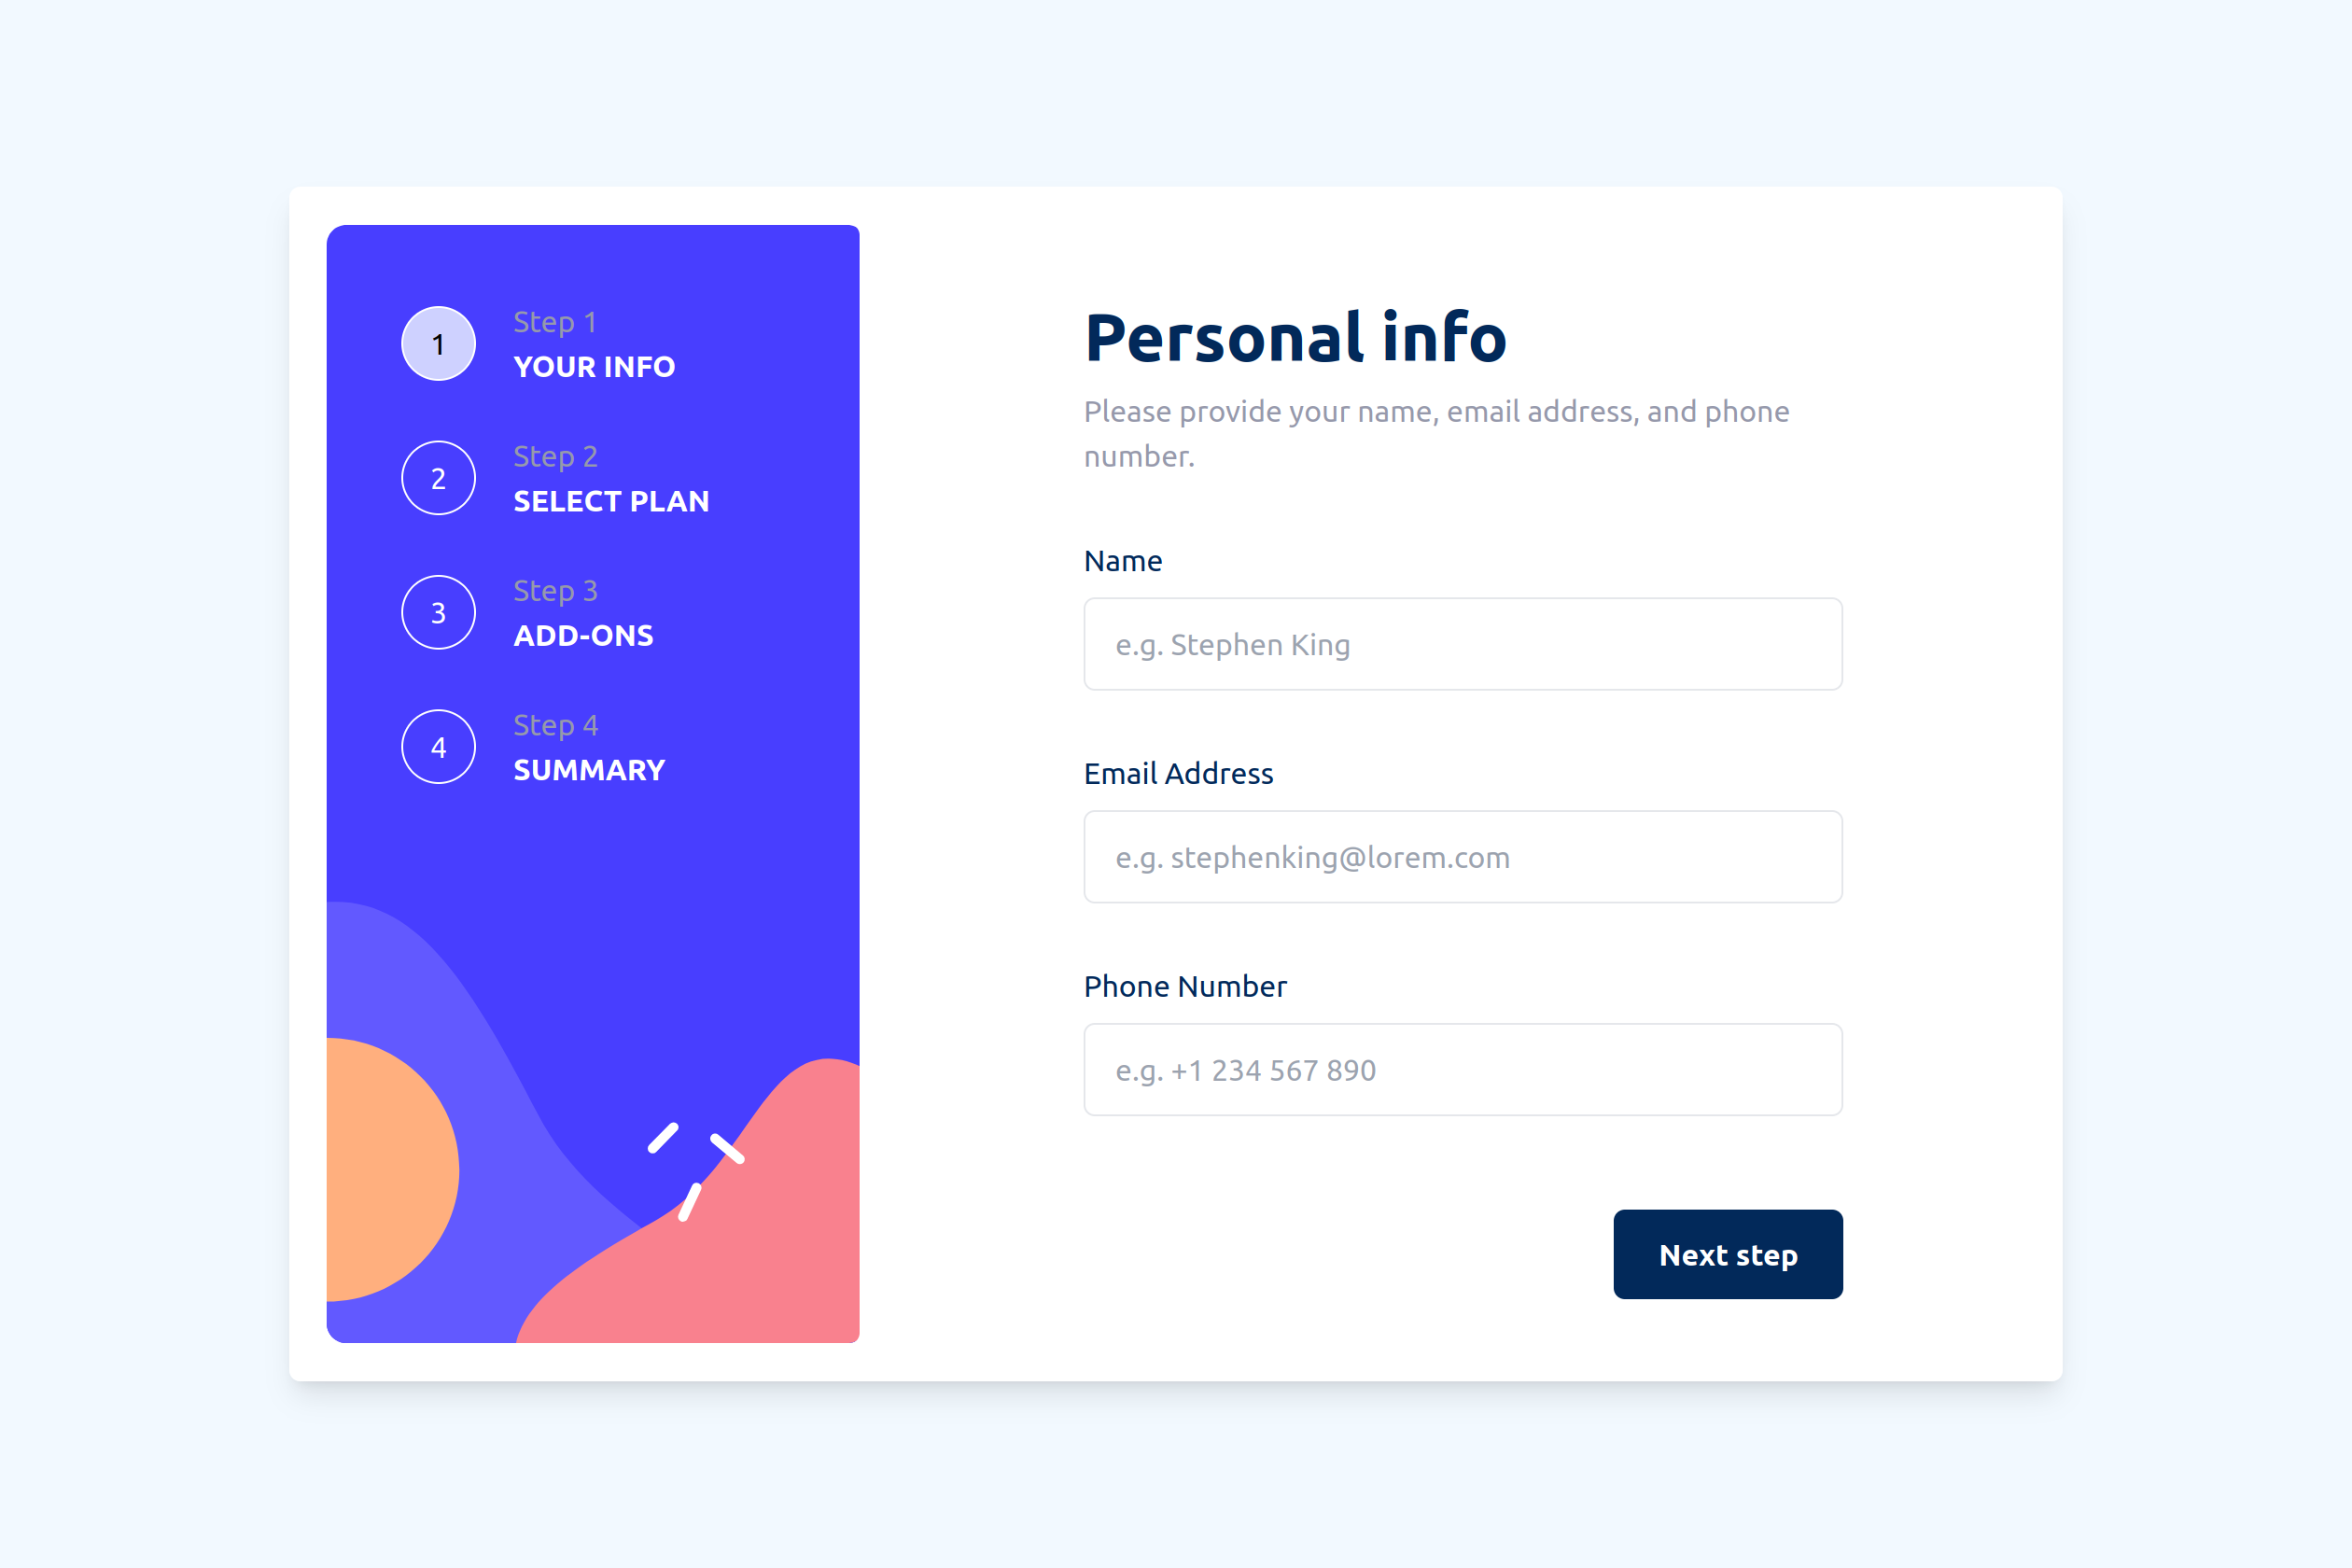 1
Step 1
YOUR INFO
2
Step 2
SELECT PLAN
3
Step 3
ADD-ONS
4
Step 4
SUMMARY
Personal info
Please provide your name, email address, and phone
number.
Name
e.g. Stephen King
Email Address
e.g. stephenking@lorem.com
Phone Number
e.g. +1 234 567 890
Next step